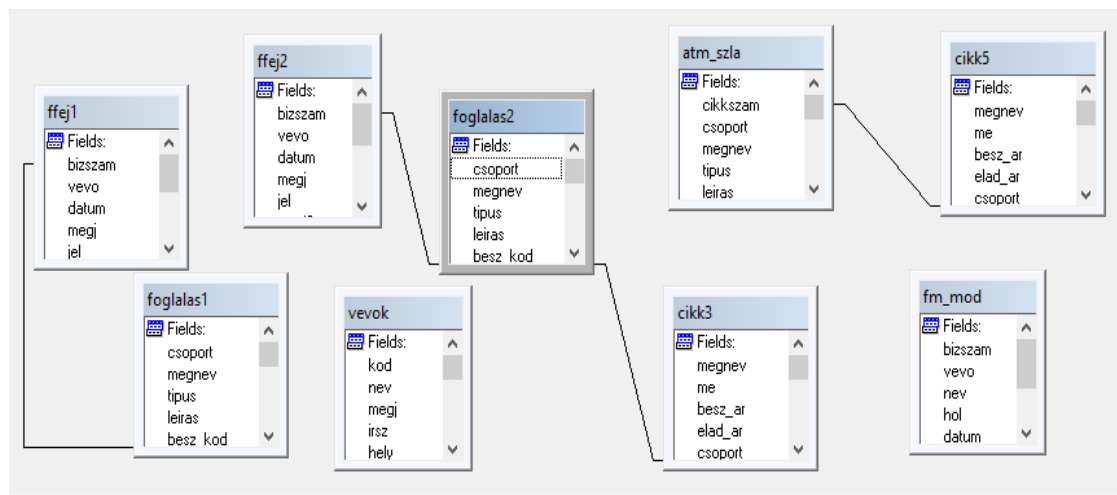 ffej1
Fields:
bizszam
vevo
datum
megj
jel
ffej2
Fields:
bizszam
vevo
datum
megj
jel
foglalas2
Fields:
csoport
megnev
tipus
leiras
besz_kod
atm_szla
Fields:
cikkszam
csoport
megnev
tipus
leiras
cikk5
Fields:
megnev
me
besz_ar
elad_ar
csoport
foglalas1
Fields:
csoport
megnev
tipus
leiras
besz_kod
vevok
Fields:
kod
nev
megj
irsz
hely
cikk3
Fields:
megnev
me
besz_ar
elad_ar
csoport
fm_mod
Fields:
bizszam
vevo
nev
hol
datum